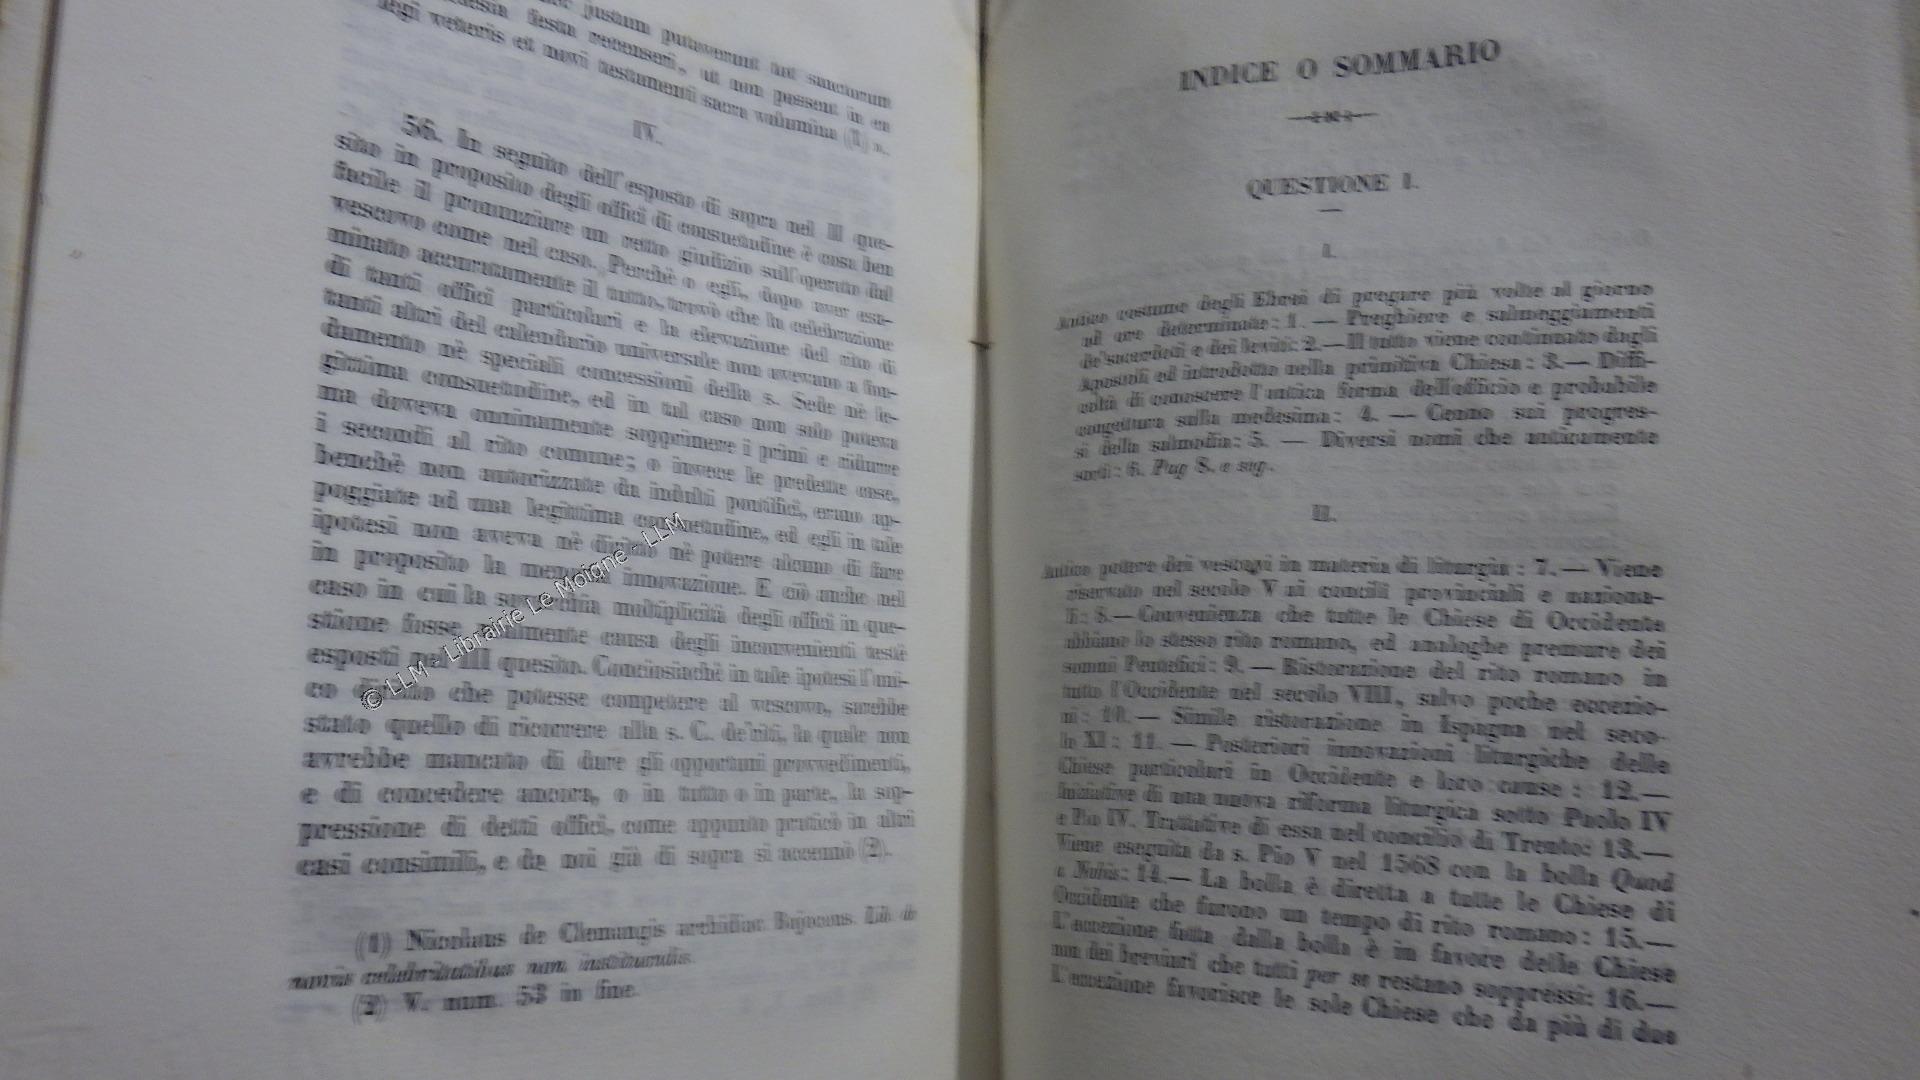 justum putaverunt tot sanctorum
festa recenseri, ut non possent in ea
legi veteris et novi testamenti sacra volumina (1) ».
IV.
56. In seguito dell'esposto di sopra nel II que-
sito in proposito degli offici di consuetudine è cosa ben
facile il pronunziare un retto giudizio sull'operato dal
vescovo come nel caso. Perchè o egli, dopo aver esa-
minato accuratamente il tutto, trovò che la celebrazione
di tanti offici particolari e la elevazione del rito di
tanti altri del calendario universale non avevano a fon-
damento nè speciali concessioni della s. Sede nè le-
gittima consuetudine, ed in tal caso non solo poteva
ma doveva onninamente sopprimere i primi e ridurre
i secondi al rito comune; o invece le predette cose,
benchè non autorizzate da indulti pontifici, erano ap-
poggiate ad una legittima consuetudine, ed egli in tale
ipotesi non aveva nè diritto nè potere alcuno di fare
in proposito la menoma innovazione. E ciò anche nel
caso in cui la soverchia moltiplicità degli offici in que-
stione fosse realmente causa degli inconvenienti testè
esposti nel III quesito. Conciosiachè in tale ipotesi l'uni-
co diritto che potesse competere al vescovo, sarebbe
stato quello di ricorrere alla s. C. de'riti, la quale non
avrebbe mancato di dare gli opportuni provvedimenti,
e di concedere ancora, o in tutto o in parte, la sop-
pressione di detti offici, come appunto praticò in altri
casi consimili, e da noi già di sopra si accennò (2).
(1) Nicolaus de Clemangis archidiac. Bajocens. Lib. de
novis celebritatibus non instituendis.
(2) V. num. 53 in fine.
© LLM - Librairie Le Moigne - LLM
INDICE O SOMMARIO
QUESTIONE I.
I.
Antico costume degli Ebrei di pregare più volte al giorno
ad ore determinate: 1. — Preghiere e salmeggiamenti
de'sacerdoti e dei leviti: 2. — Il tutto viene continuato dagli
Apostoli ed introdotto nella primitiva Chiesa: 3. — Diffi-
coltà di conoscere l'antica forma dell'officio e probabile
congettura sulla medesima: 4. — Cenno sui progres-
si della salmodia: 5. — Diversi nomi che anticamente
sortì: 6. Pag 8. e seg.
II.
Antico potere dei vescovi in materia di liturgia: 7. — Viene
riservato nel secolo V ai concili provinciali e naziona-
li: 8. — Convenienza che tutte le Chiese di Occidente
abbiano lo stesso rito romano, ed analoghe premure dei
sommi Pontefici: 9. — Ristorazione del rito romano in
tutto l'Occidente nel secolo VIII, salvo poche eccezio-
ni: 10. — Simile ristorazione in Ispagna nel seco-
lo XI: 11. — Posteriori innovazioni liturgiche delle
Chiese particolari in Occidente e loro cause: 12. —
Iniziative di una nuova riforma liturgica sotto Paolo IV
e Pio IV. Trattative di essa nel concilio di Trento: 13. —
Viene eseguita da s. Pio V nel 1568 con la bolla Quod
a Nobis: 14. — La bolla è diretta a tutte le Chiese di
Occidente che furono un tempo di rito romano: 15. —
L'eccezione fatta dalla bolla è in favore delle Chiese
non dei breviari che tutti per se restano soppressi: 16. —
L'eccezione favorisce le sole Chiese che da più di due